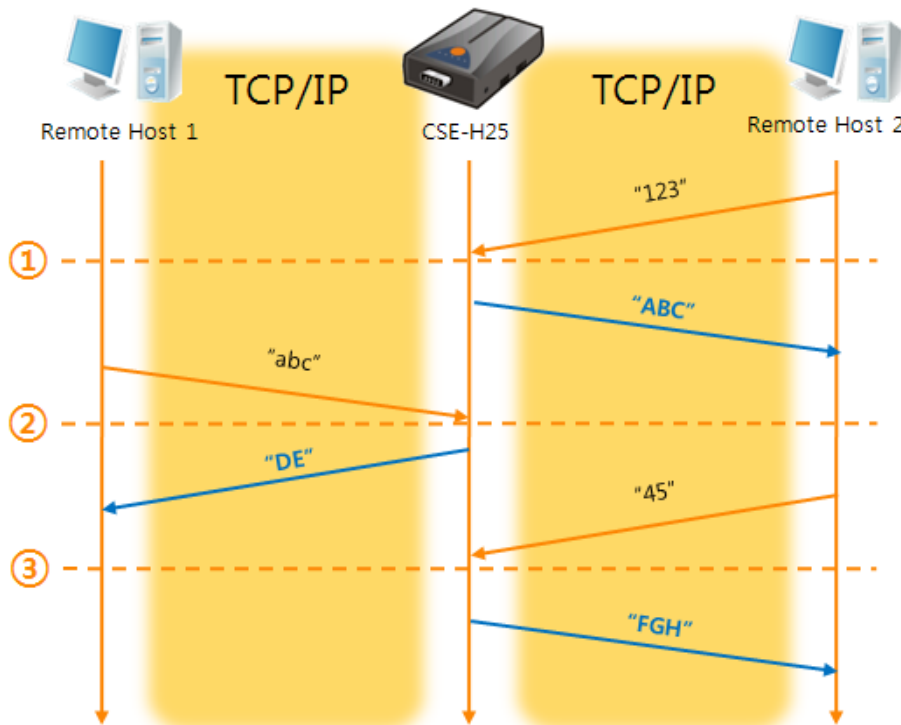 TCP/IP
TCP/IP
Remote Host 1
CSE-H25
Remote Host 2
"123"
①
"ABC"
"abc"
②
"DE"
"45"
③
"FGH"